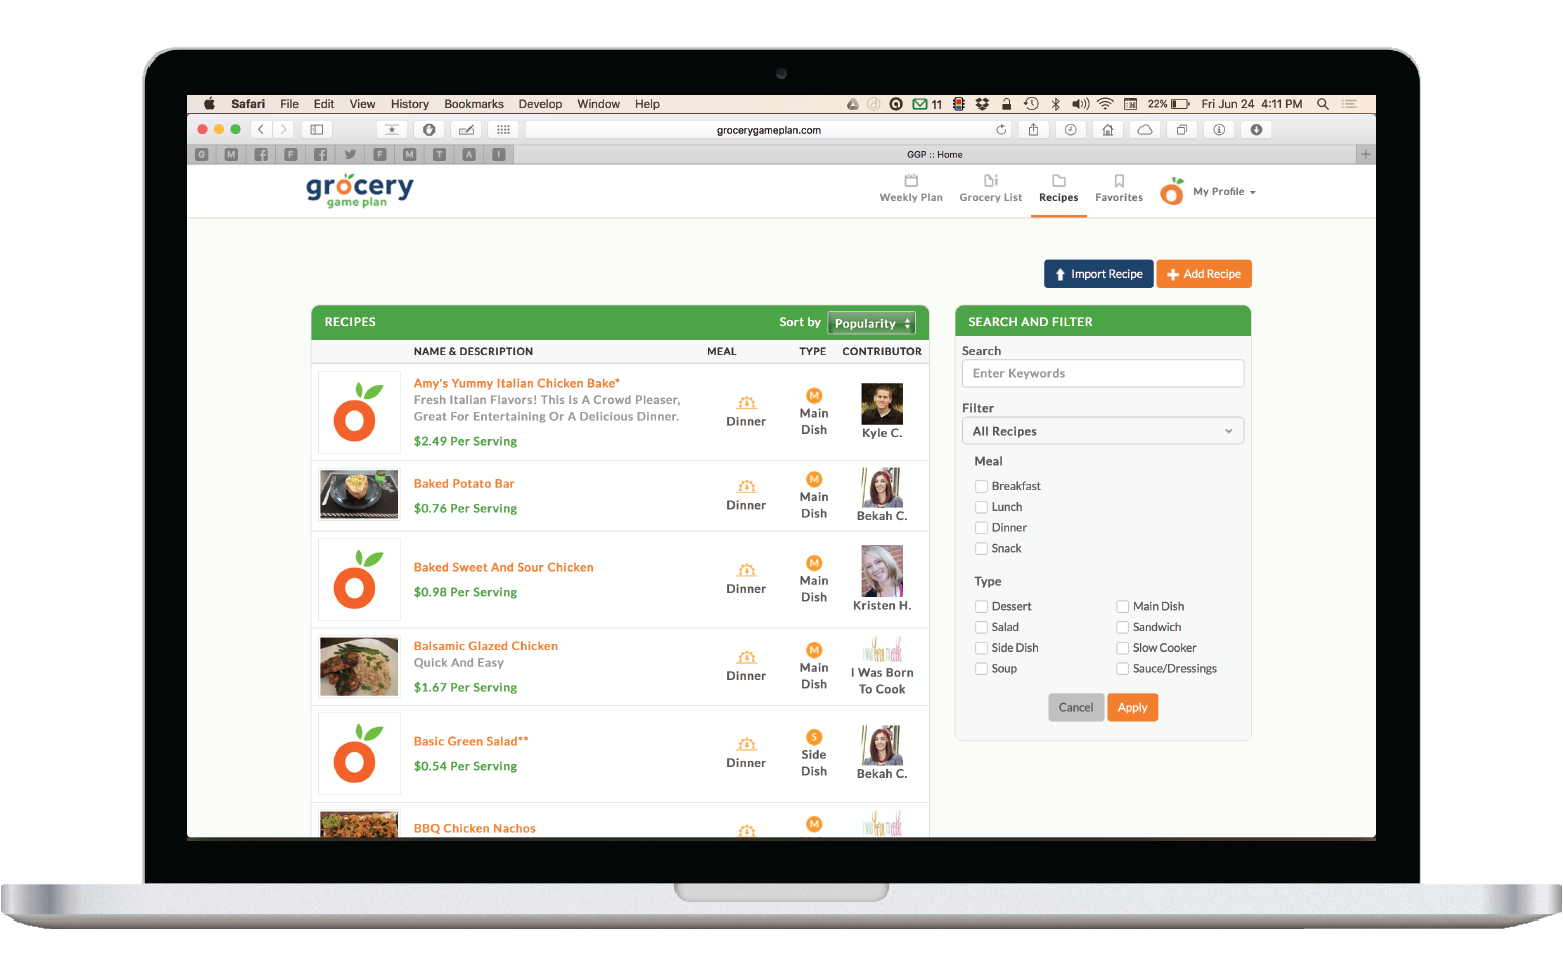 Safari File Edit View History Bookmarks Develop Window Help 11 22% Fri Jun 24 4:11 PM
grocerygameplan.com
G M F M T A I GGP :: Home
grocery
game plan
Weekly Plan Grocery List Recipes Favorites My Profile
Import Recipe Add Recipe
RECIPES Sort by Popularity
NAME & DESCRIPTION MEAL TYPE CONTRIBUTOR
Amy's Yummy Italian Chicken Bake*
Fresh Italian Flavors! This Is A Crowd Pleaser,
Great For Entertaining Or A Delicious Dinner.
$2.49 Per Serving
Dinner
M
Main
Dish
Kyle C.
Baked Potato Bar
$0.76 Per Serving
Dinner
M
Main
Dish
Bekah C.
Baked Sweet And Sour Chicken
$0.98 Per Serving
Dinner
M
Main
Dish
Kristen H.
Balsamic Glazed Chicken
Quick And Easy
$1.67 Per Serving
Dinner
M
Main
Dish
I Was Born
To Cook
Basic Green Salad**
$0.54 Per Serving
Dinner
S
Side
Dish
Bekah C.
BBQ Chicken Nachos
M
SEARCH AND FILTER
Search
Enter Keywords
Filter
All Recipes
Meal
Breakfast
Lunch
Dinner
Snack
Type
Dessert Main Dish
Salad Sandwich
Side Dish Slow Cooker
Soup Sauce/Dressings
Cancel Apply